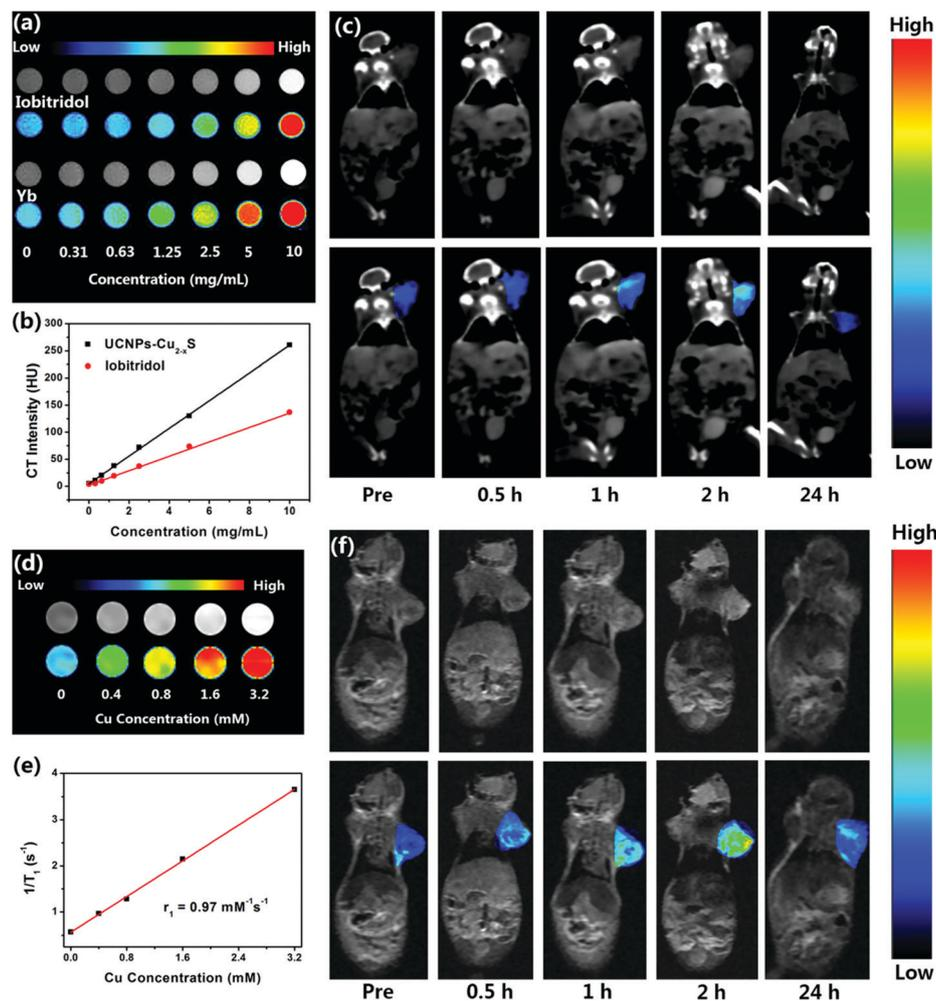 (a)
Low High
Iobitridol
Yb
0 0.31 0.63 1.25 2.5 5 10
Concentration (mg/mL)
(b)
300
250
200
150
100
50
0
CT Intensity (HU)
UCNPs-Cu2-xS
Iobitridol
0 2 4 6 8 10
Concentration (mg/mL)
(c)
Pre 0.5 h 1 h 2 h 24 h
High
Low
(d)
Low High
0 0.4 0.8 1.6 3.2
Cu Concentration (mM)
(e)
4
3
2
1
1/T1 (s-1)
r1 = 0.97 mM-1s-1
0.0 0.8 1.6 2.4 3.2
Cu Concentration (mM)
(f)
Pre 0.5 h 1 h 2 h 24 h
High
Low